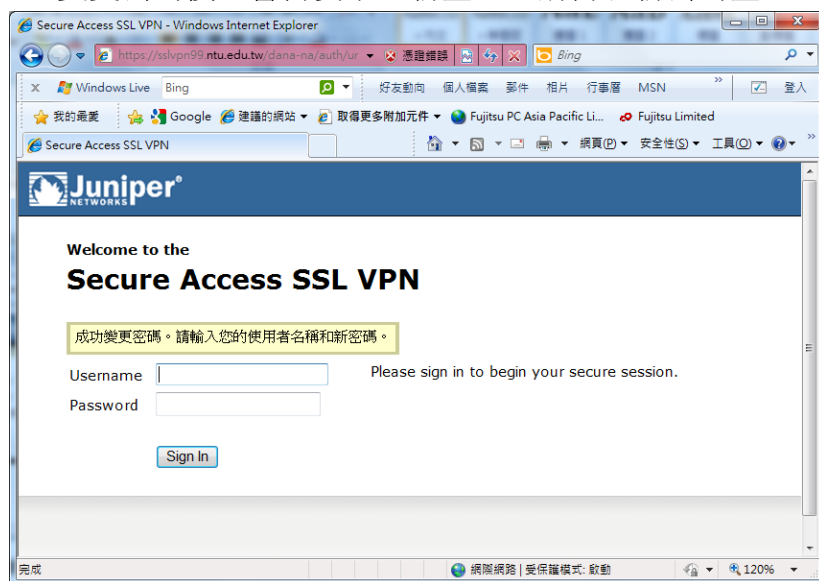 Secure Access SSL VPN - Windows Internet Explorer
https://sslvpn99.ntu.edu.tw/dana-na/auth/ur 憑證錯誤 Bing
x Windows Live Bing 好友動向 個人檔案 郵件 相片 行事曆 MSN » 登入
我的最愛 Google 建議的網站 取得更多附加元件 Fujitsu PC Asia Pacific Li... Fujitsu Limited
Secure Access SSL VPN 網頁(P) 安全性(S) 工具(O) »
Juniper®
NETWORKS
Welcome to the
Secure Access SSL VPN
成功變更密碼。請輸入您的使用者名稱和新密碼。
Username Please sign in to begin your secure session.
Password
Sign In
完成 網際網路 | 受保護模式: 啟動 120%